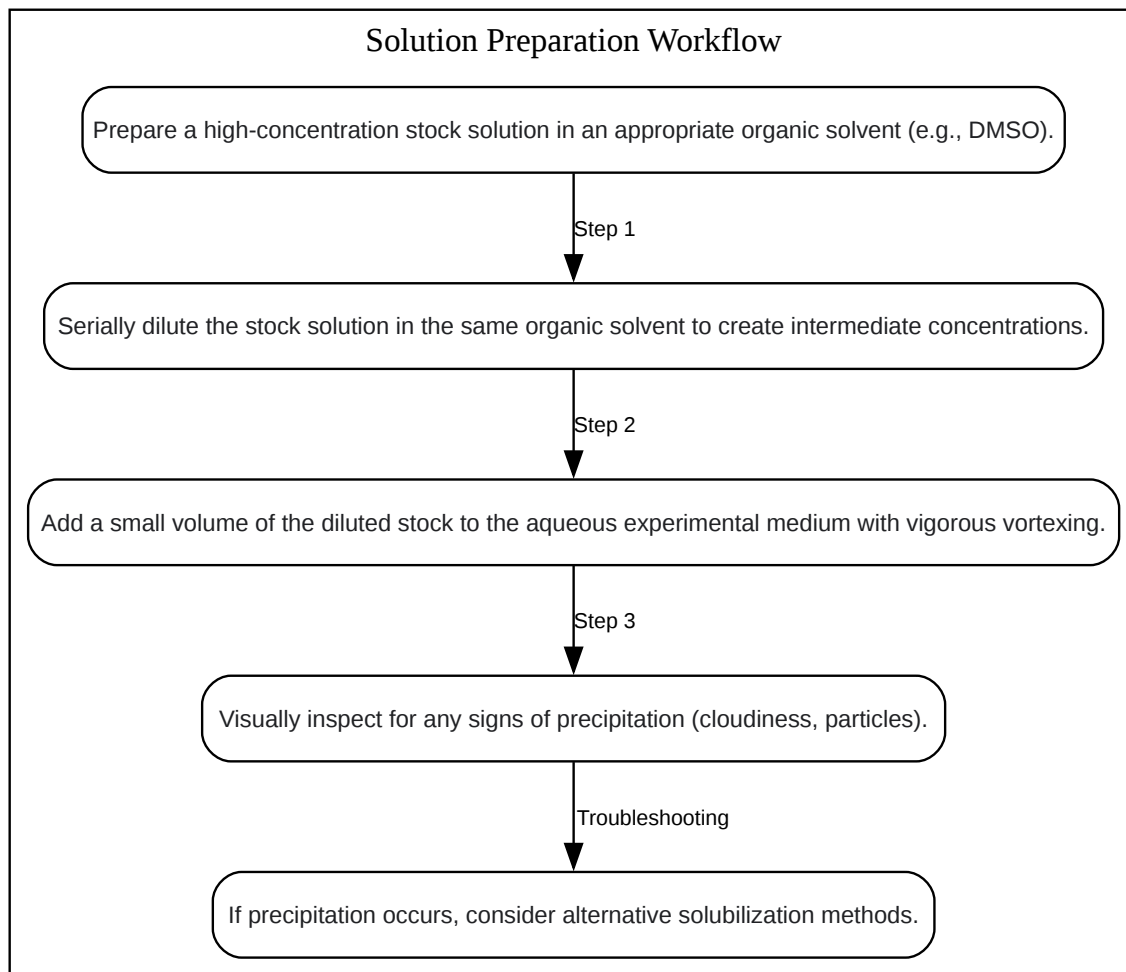 Solution Preparation Workflow
Prepare a high-concentration stock solution in an appropriate organic solvent (e.g., DMSO).
Step 1
Serially dilute the stock solution in the same organic solvent to create intermediate concentrations.
Step 2
Add a small volume of the diluted stock to the aqueous experimental medium with vigorous vortexing.
Step 3
Visually inspect for any signs of precipitation (cloudiness, particles).
Troubleshooting
If precipitation occurs, consider alternative solubilization methods.